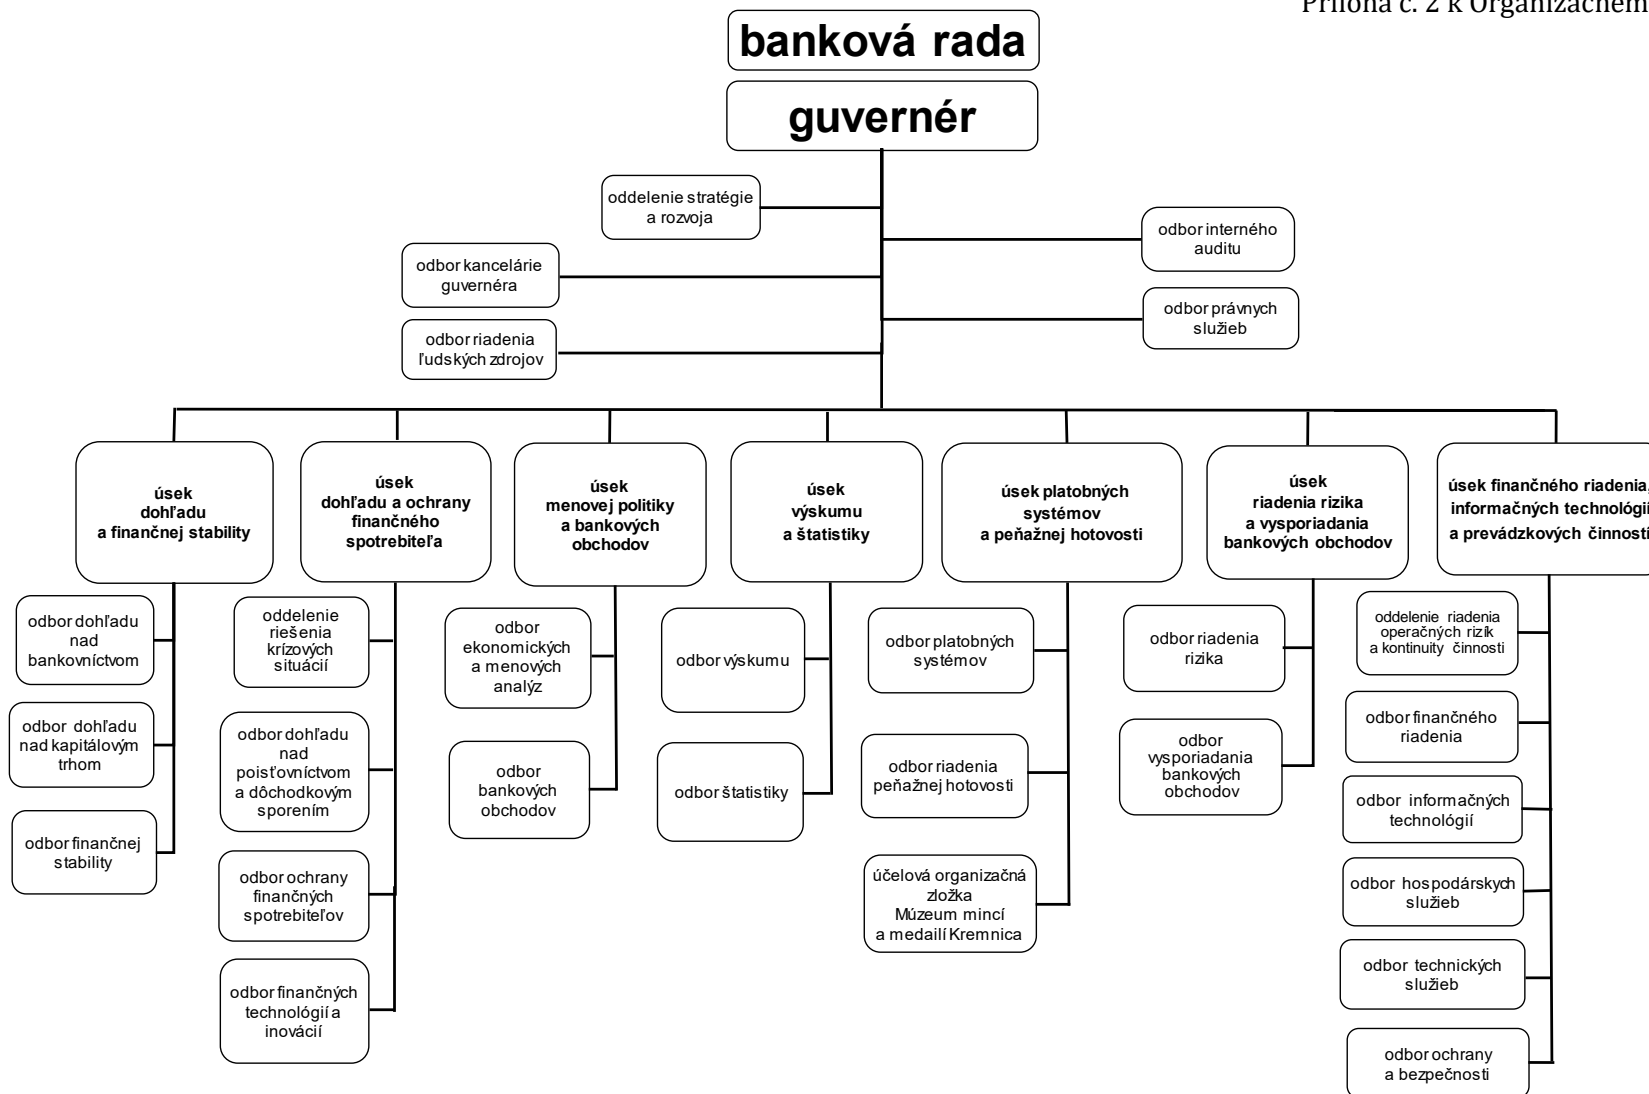 Príloha č. 2 k Organizačném
banková rada
guvernér
oddelenie stratégie
a rozvoja
odbor interného
auditu
odbor kancelárie
guvernéra
odbor právnych
služieb
odbor riadenia
ľudských zdrojov
úsek
dohľadu
a finančnej stability
úsek
dohľadu a ochrany
finančného
spotrebiteľa
úsek
menovej politiky
a bankových
obchodov
úsek
výskumu
a štatistiky
úsek platobných
systémov
a peňažnej hotovosti
úsek
riadenia rizika
a vysporiadania
bankových obchodov
úsek finančného riadenia,
informačných technológií
a prevádzkových činností
odbor dohľadu
nad
bankovníctvom
odbor dohľadu
nad kapitálovým
trhom
odbor finančnej
stability
oddelenie
riešenia
krízových
situácií
odbor dohľadu
nad
poisťovníctvom
a dôchodkovým
sporením
odbor ochrany
finančných
spotrebiteľov
odbor finančných
technológií a
inovácií
odbor
ekonomických
a menových
analýz
odbor
bankových
obchodov
odbor výskumu
odbor štatistiky
odbor platobných
systémov
odbor riadenia
peňažnej hotovosti
účelová organizačná
zložka
Múzeum mincí
a medailí Kremnica
odbor riadenia
rizika
odbor
vysporiadania
bankových
obchodov
oddelenie riadenia
operačných rizík
a kontinuity činnosti
odbor finančného
riadenia
odbor informačných
technológií
odbor hospodárskych
služieb
odbor technických
služieb
odbor ochrany
a bezpečnosti